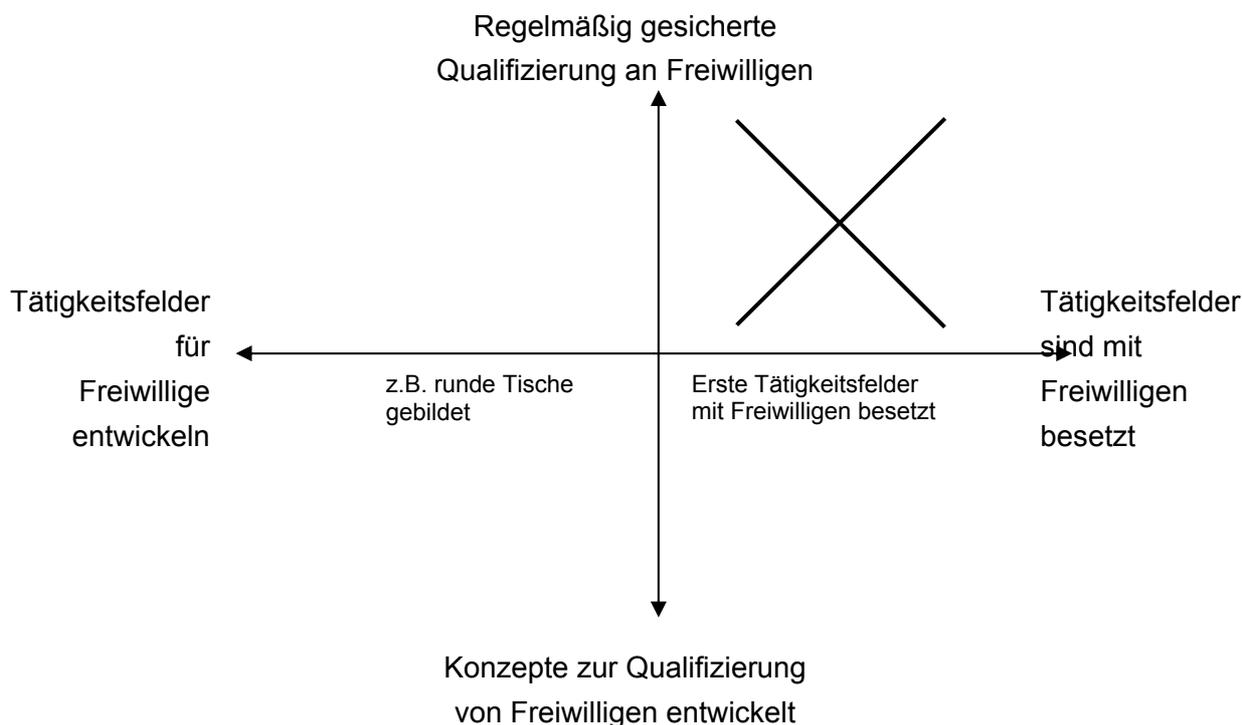 Regelmäßig gesicherte
Qualifizierung an Freiwilligen
Tätigkeitsfelder
für
Freiwillige
entwickeln
z.B. runde Tische
gebildet
Erste Tätigkeitsfelder
mit Freiwilligen besetzt
Tätigkeitsfelder
sind mit
Freiwilligen
besetzt
Konzepte zur Qualifizierung
von Freiwilligen entwickelt